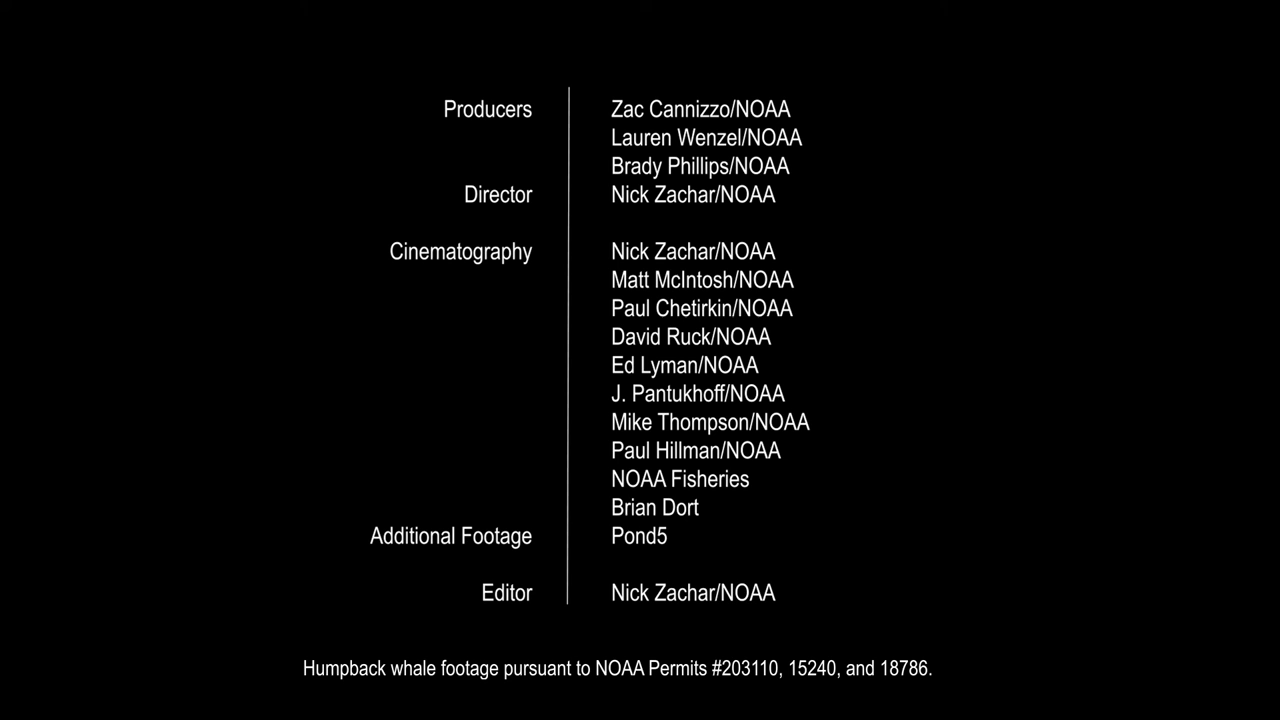 Producers Zac Cannizzo/NOAA
Lauren Wenzel/NOAA
Brady Phillips/NOAA
Director Nick Zachar/NOAA
Cinematography Nick Zachar/NOAA
Matt McIntosh/NOAA
Paul Chetirkin/NOAA
David Ruck/NOAA
Ed Lyman/NOAA
J. Pantukhoff/NOAA
Mike Thompson/NOAA
Paul Hillman/NOAA
NOAA Fisheries
Brian Dort
Additional Footage Pond5
Editor Nick Zachar/NOAA
Humpback whale footage pursuant to NOAA Permits #203110, 15240, and 18786.